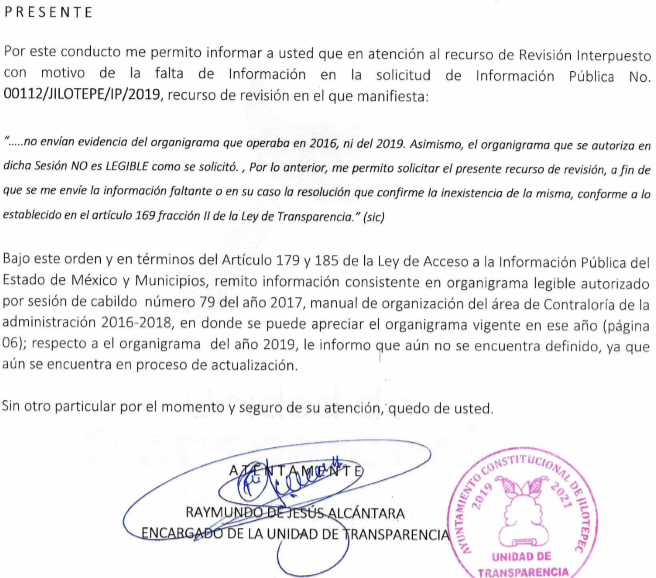 PRESENTE
Por este conducto me permito informar a usted que en atención al recurso de Revisión Interpuesto
con motivo de la falta de Información en la solicitud de Información Pública No.
00112/JILOTEPE/IP/2019, recurso de revisión en el que manifiesta:
“.....no envían evidencia del organigrama que operaba en 2016, ni del 2019. Asimismo, el organigrama que se autoriza en
dicha Sesión NO es LEGIBLE como se solicitó. , Por lo anterior, me permito solicitar el presente recurso de revisión, a fin de
que se me envíe la información faltante o en su caso la resolución que confirme la inexistencia de la misma, conforme a lo
establecido en el artículo 169 fracción II de la Ley de Transparencia.” (sic)
Bajo este orden y en términos del Artículo 179 y 185 de la Ley de Acceso a la Información Pública del
Estado de México y Municipios, remito información consistente en organigrama legible autorizado
por sesión de cabildo número 79 del año 2017, manual de organización del área de Contraloría de la
administración 2016-2018, en donde se puede apreciar el organigrama vigente en ese año (página
06); respecto a el organigrama del año 2019, le informo que aún no se encuentra definido, ya que
aún se encuentra en proceso de actualización.
Sin otro particular por el momento y seguro de su atención, quedo de usted.
ATENTAMENTE
RAYMUNDO DE JESÚS ALCÁNTARA
ENCARGADO DE LA UNIDAD DE TRANSPARENCIA
AYUNTAMIENTO CONSTITUCIONAL DE JILOTEPEC
2019 2021
UNIDAD DE
TRANSPARENCIA